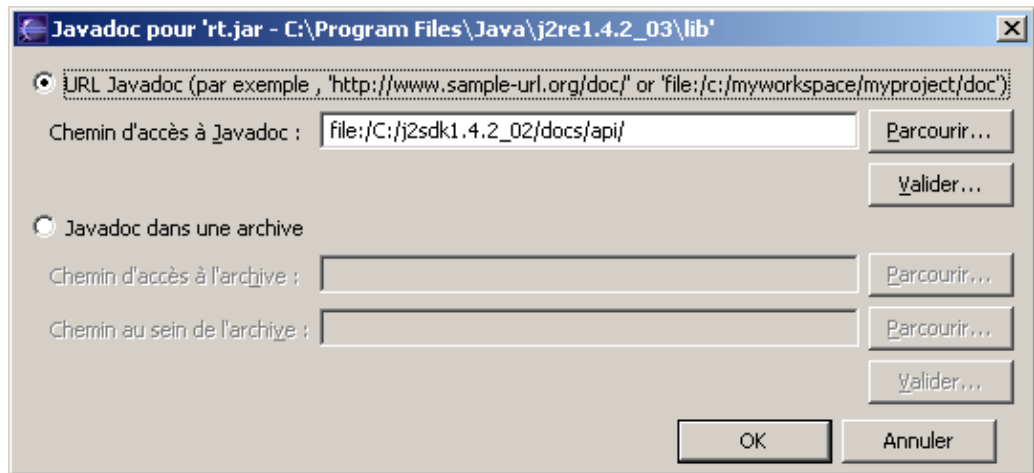 Javadoc pour 'rt.jar - C:\Program Files\Java\j2re1.4.2_03\lib'
URL Javadoc (par exemple , 'http://www.sample-url.org/doc/' or 'file:/c:/myworkspace/myproject/doc')
Chemin d'accès à Javadoc : file:/C:/j2sdk1.4.2_02/docs/api/ Parcourir...
Valider...
Javadoc dans une archive
Chemin d'accès à l'archive : Parcourir...
Chemin au sein de l'archive : Parcourir...
Valider...
OK Annuler